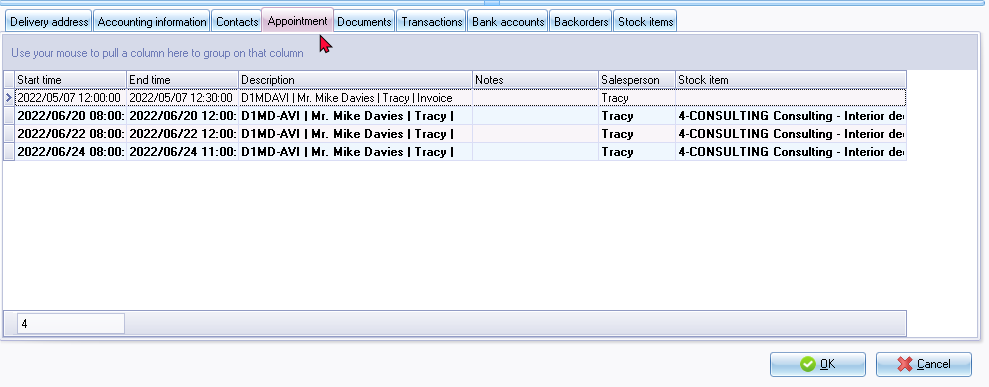 Delivery address Accounting information Contacts Appointment Documents Transactions Bank accounts Backorders Stock items
Use your mouse to pull a column here to group on that column
Start time End time Description Notes Salesperson Stock item
2022/05/07 12:00:00 2022/05/07 12:30:00 D1MDAVI | Mr. Mike Davies | Tracy | Invoice Tracy
2022/06/20 08:00: 2022/06/20 12:00: D1MD-AVI | Mr. Mike Davies | Tracy | Tracy 4-CONSULTING Consulting - Interior de
2022/06/22 08:00: 2022/06/22 12:00: D1MD-AVI | Mr. Mike Davies | Tracy | Tracy 4-CONSULTING Consulting - Interior de
2022/06/24 08:00: 2022/06/24 11:00: D1MD-AVI | Mr. Mike Davies | Tracy | Tracy 4-CONSULTING Consulting - Interior de
4
OK Cancel